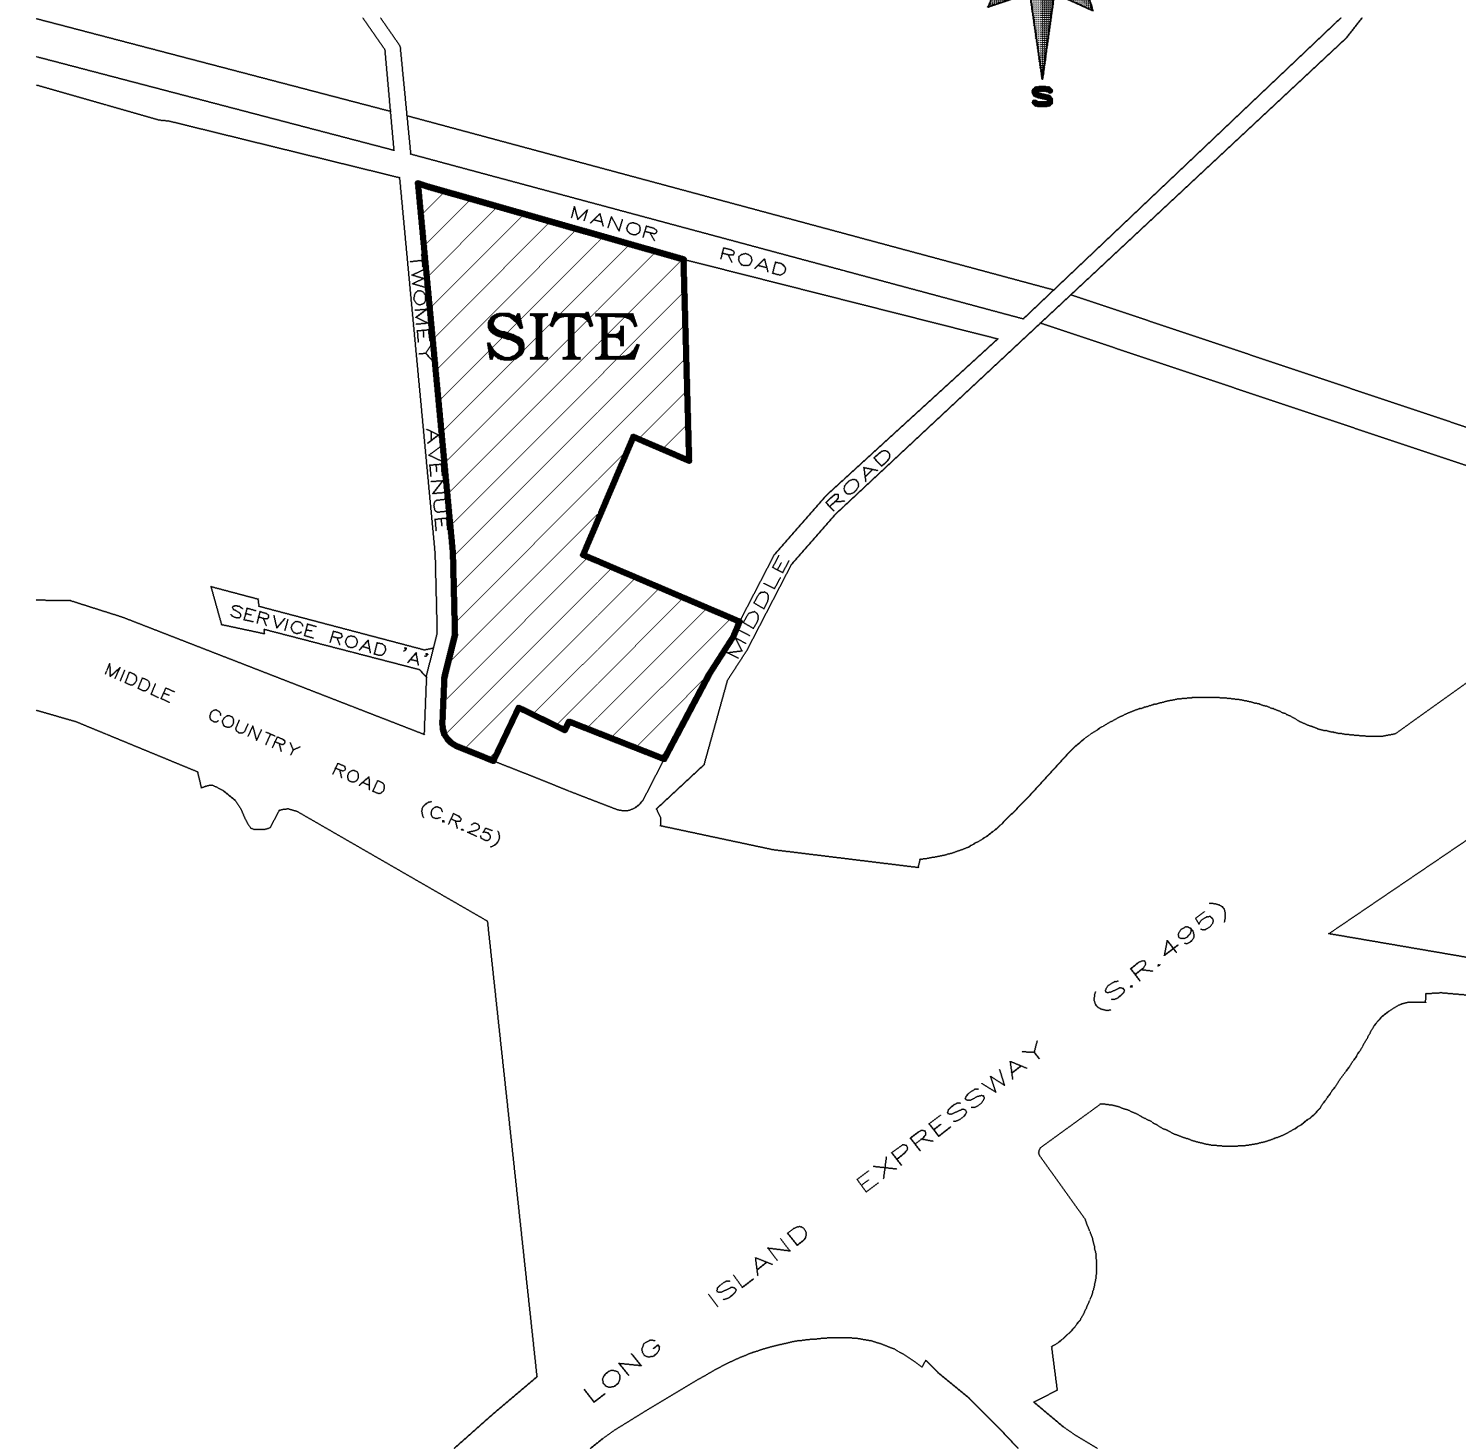 S
MANOR ROAD
TWOMEY AVENUE
SITE
MIDDLE ROAD
SERVICE ROAD 'A'
MIDDLE COUNTRY ROAD (C.R.25)
LONG ISLAND EXPRESSWAY (S.R.495)